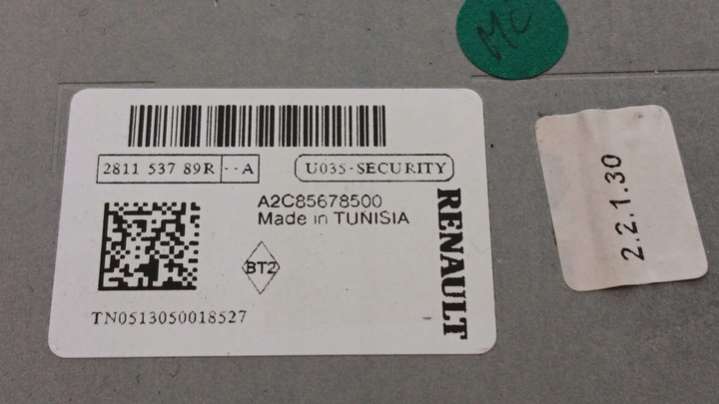 Mc
2811 537 89R --A
U035-SECURITY
A2C85678500
Made in TUNISIA
BT2
TN0513050018527
RENAULT
2.2.1.30